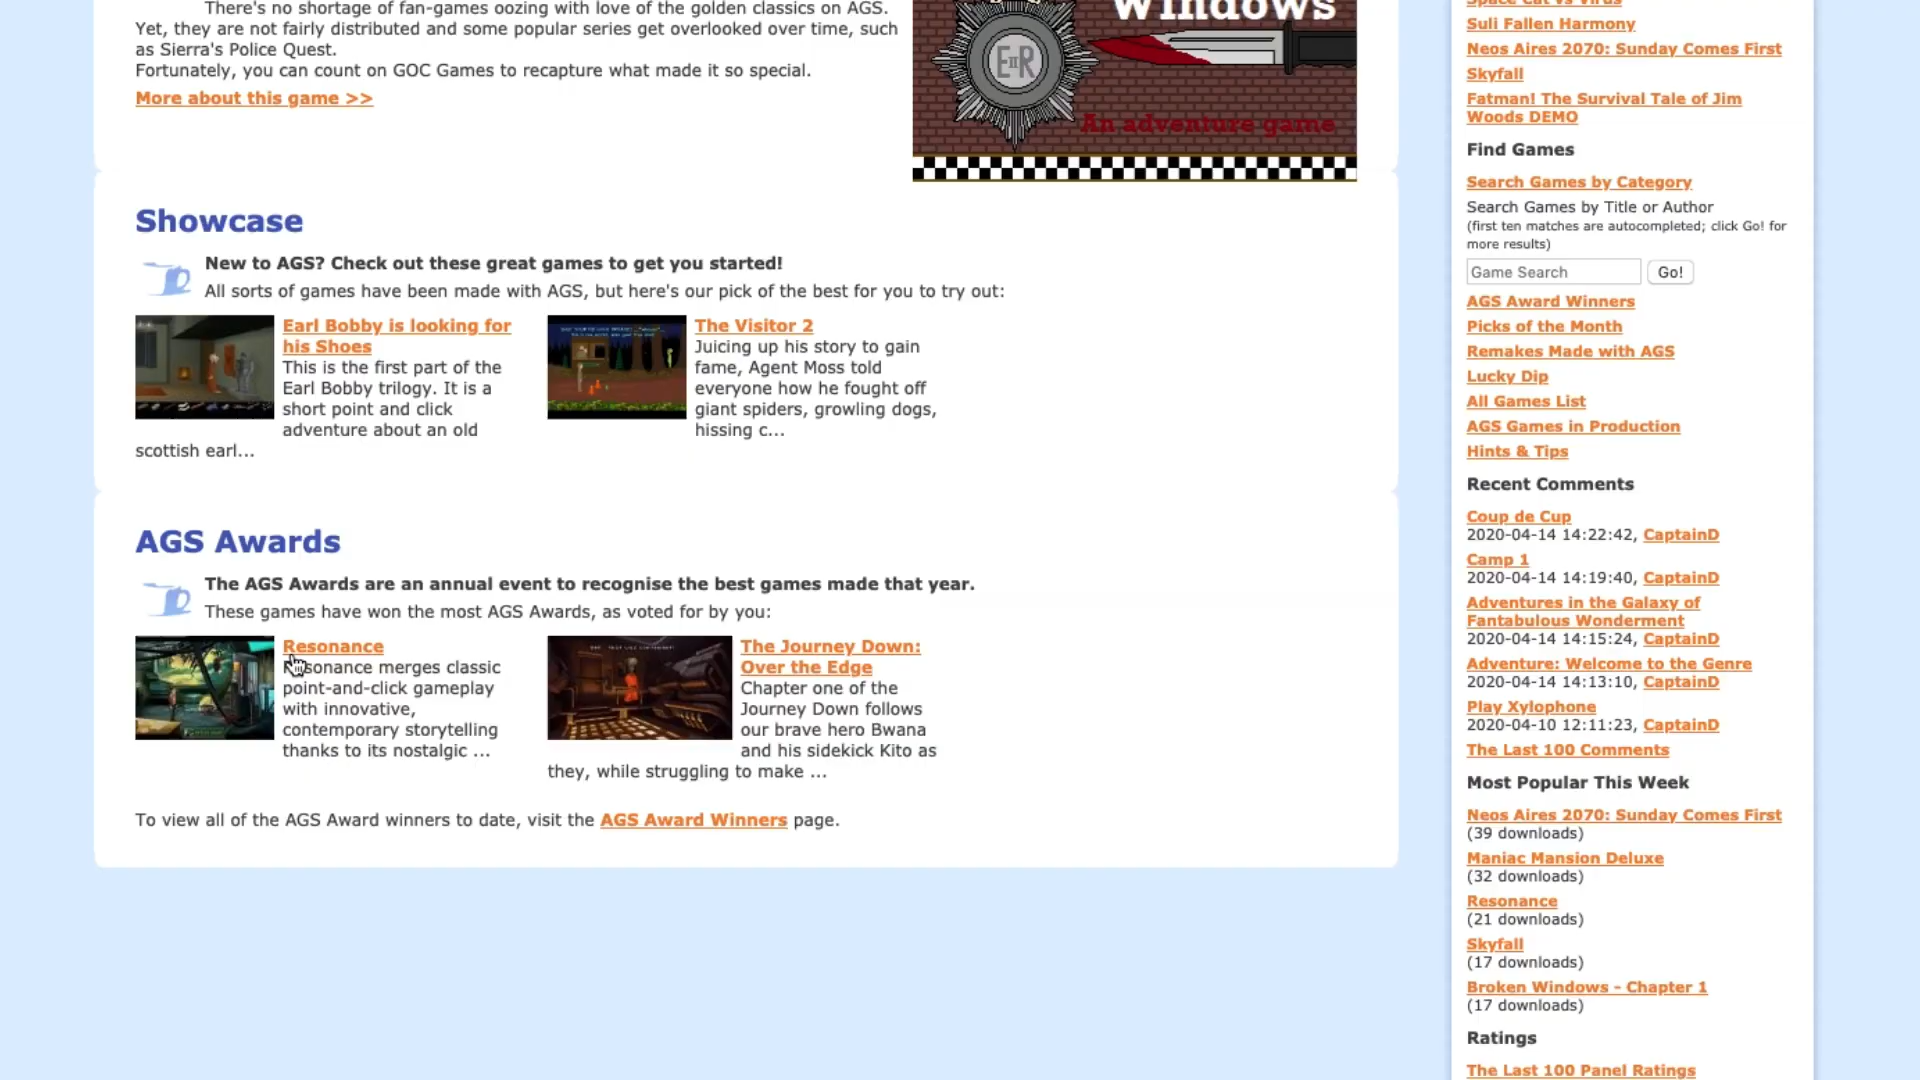 There's no shortage of fan-games oozing with love of the golden classics on AGS.
Yet, they are not fairly distributed and some popular series get overlooked over time, such
as Sierra's Police Quest.
Fortunately, you can count on GOC Games to recapture what made it so special.
More about this game >>
Windows
E II R
An adventure game
Showcase
New to AGS? Check out these great games to get you started!
All sorts of games have been made with AGS, but here's our pick of the best for you to try out:
Earl Bobby is looking for
his Shoes
This is the first part of the
Earl Bobby trilogy. It is a
short point and click
adventure about an old
scottish earl...
The Visitor 2
Juicing up his story to gain
fame, Agent Moss told
everyone how he fought off
giant spiders, growling dogs,
hissing c...
AGS Awards
The AGS Awards are an annual event to recognise the best games made that year.
These games have won the most AGS Awards, as voted for by you:
Resonance
Resonance merges classic
point-and-click gameplay
with innovative,
contemporary storytelling
thanks to its nostalgic ...
The Journey Down:
Over the Edge
Chapter one of the
Journey Down follows
our brave hero Bwana
and his sidekick Kito as
they, while struggling to make ...
To view all of the AGS Award winners to date, visit the AGS Award Winners page.
Space Cat vs Virus
Suli Fallen Harmony
Neos Aires 2070: Sunday Comes First
Skyfall
Fatman! The Survival Tale of Jim
Woods DEMO
Find Games
Search Games by Category
Search Games by Title or Author
(first ten matches are autocompleted; click Go! for
more results)
Game Search Go!
AGS Award Winners
Picks of the Month
Remakes Made with AGS
Lucky Dip
All Games List
AGS Games in Production
Hints & Tips
Recent Comments
Coup de Cup
2020-04-14 14:22:42, CaptainD
Camp 1
2020-04-14 14:19:40, CaptainD
Adventures in the Galaxy of
Fantabulous Wonderment
2020-04-14 14:15:24, CaptainD
Adventure: Welcome to the Genre
2020-04-14 14:13:10, CaptainD
Play Xylophone
2020-04-10 12:11:23, CaptainD
The Last 100 Comments
Most Popular This Week
Neos Aires 2070: Sunday Comes First
(39 downloads)
Maniac Mansion Deluxe
(32 downloads)
Resonance
(21 downloads)
Skyfall
(17 downloads)
Broken Windows - Chapter 1
(17 downloads)
Ratings
The Last 100 Panel Ratings